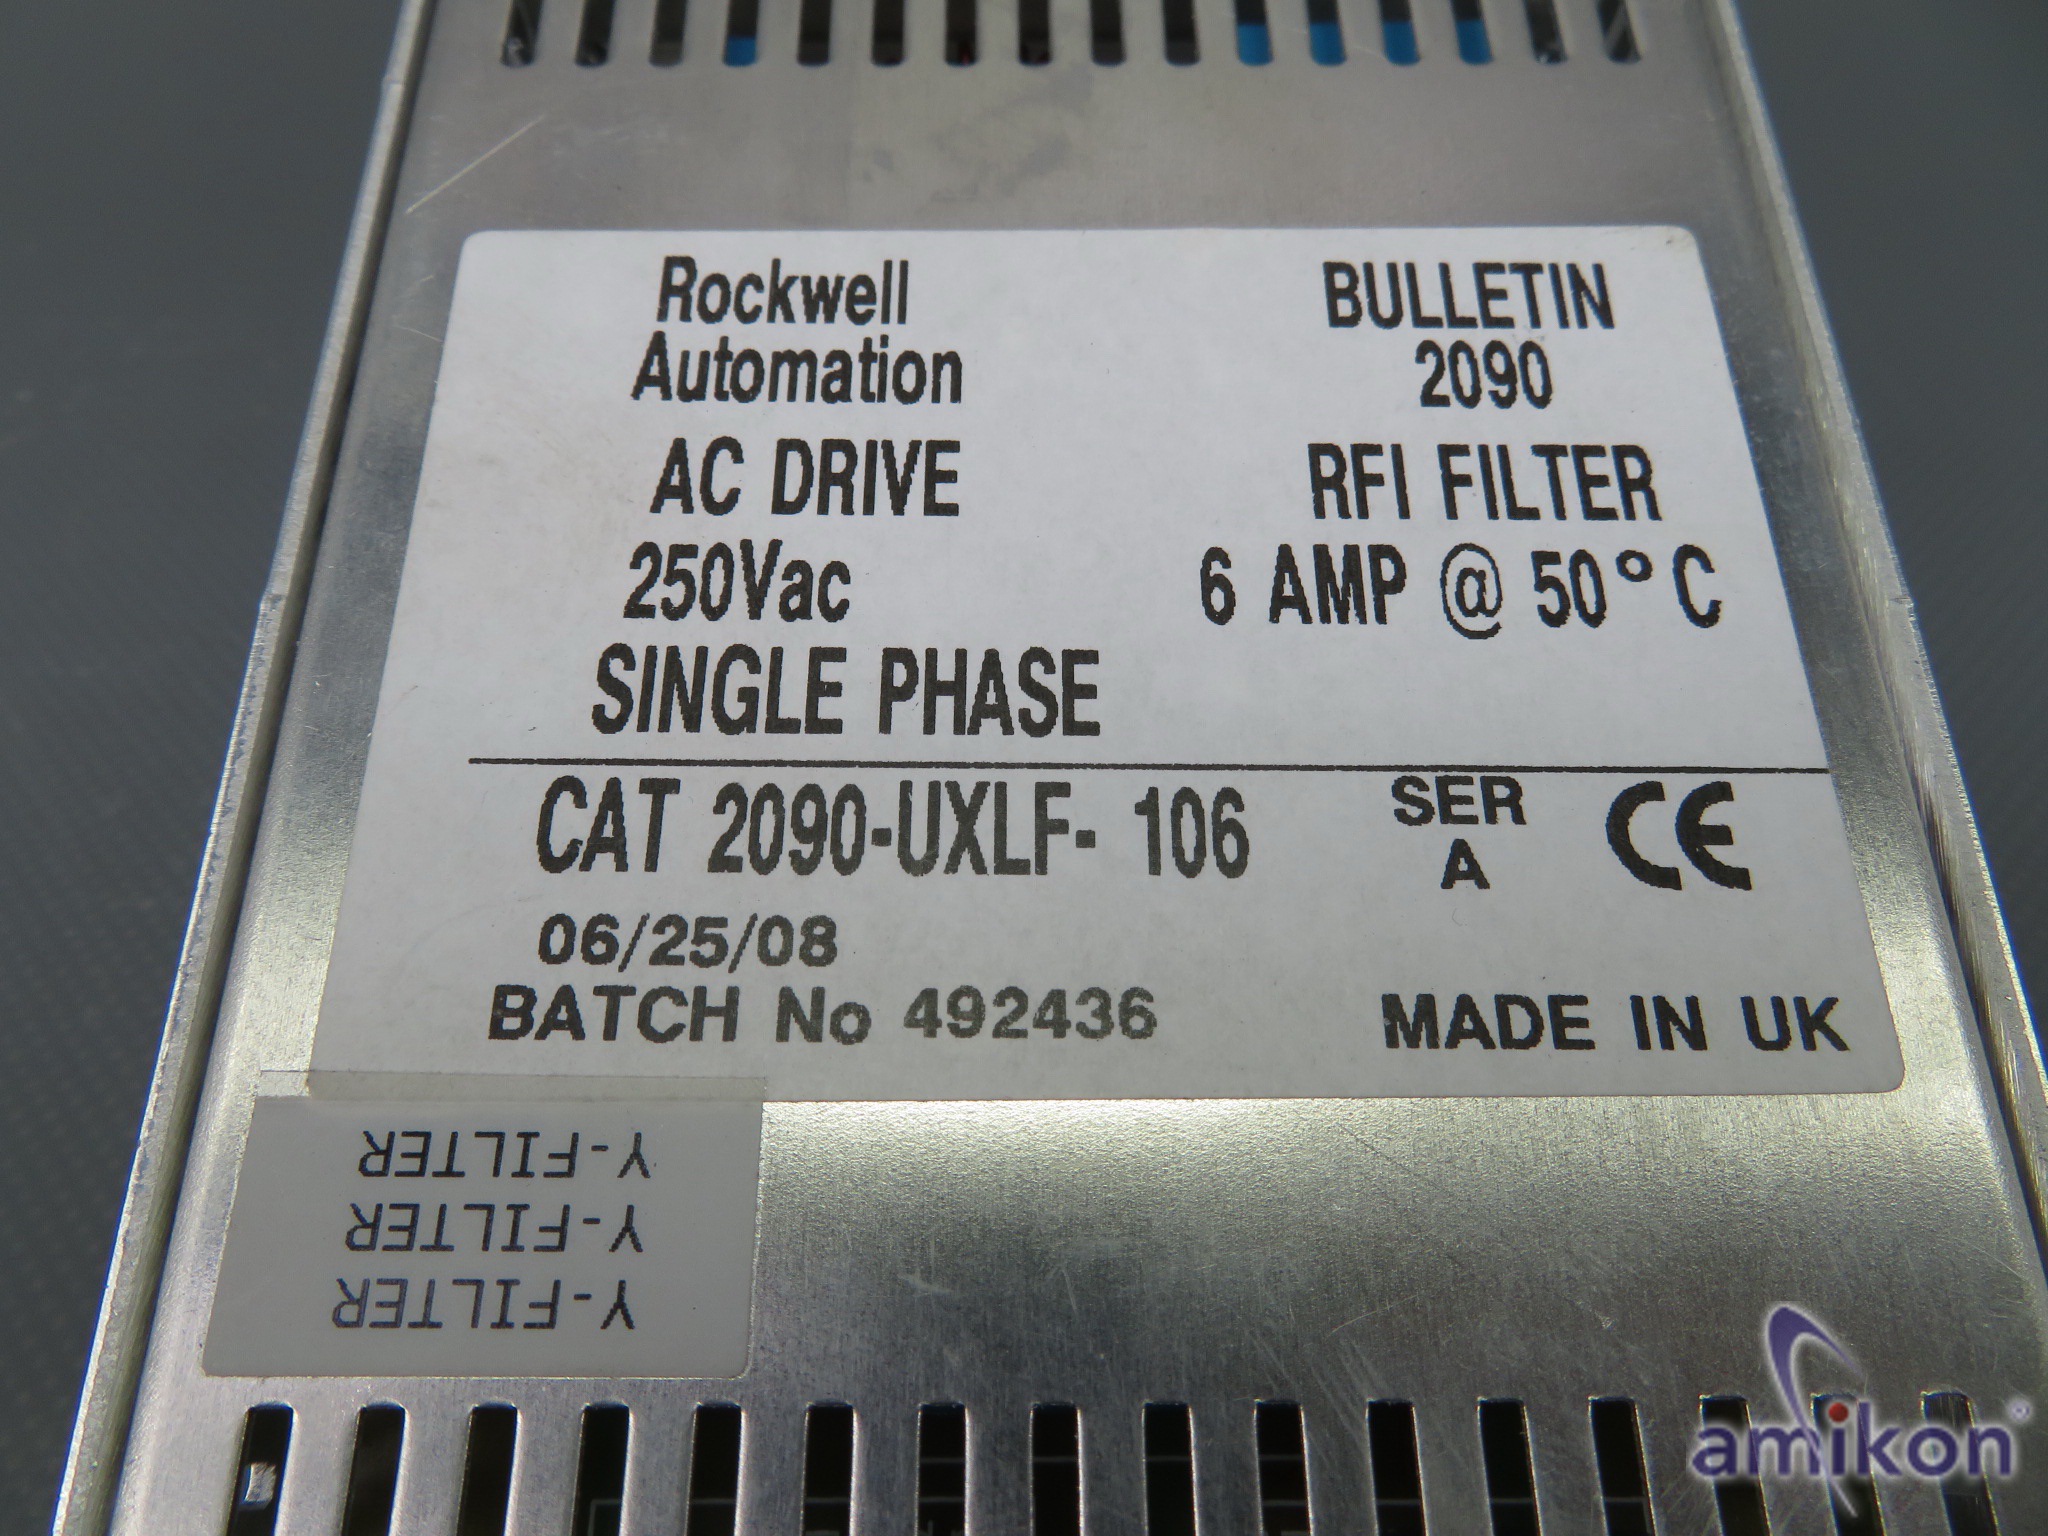 Rockwell Automation BULLETIN 2090
AC DRIVE RFI FILTER
250Vac 6 AMP @ 50°C
SINGLE PHASE
CAT 2090-UXLF- 106 SER A CE
06/25/08
BATCH No 492436 MADE IN UK
Y-FILTER
Y-FILTER
Y-FILTER
amikon®